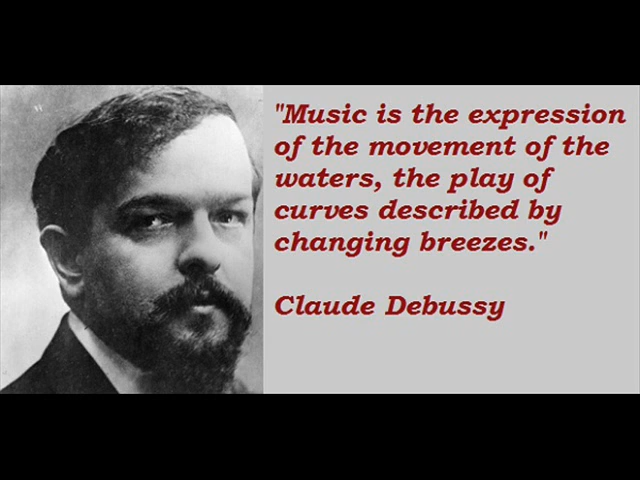 "Music is the expression
of the movement of the
waters, the play of
curves described by
changing breezes."
Claude Debussy